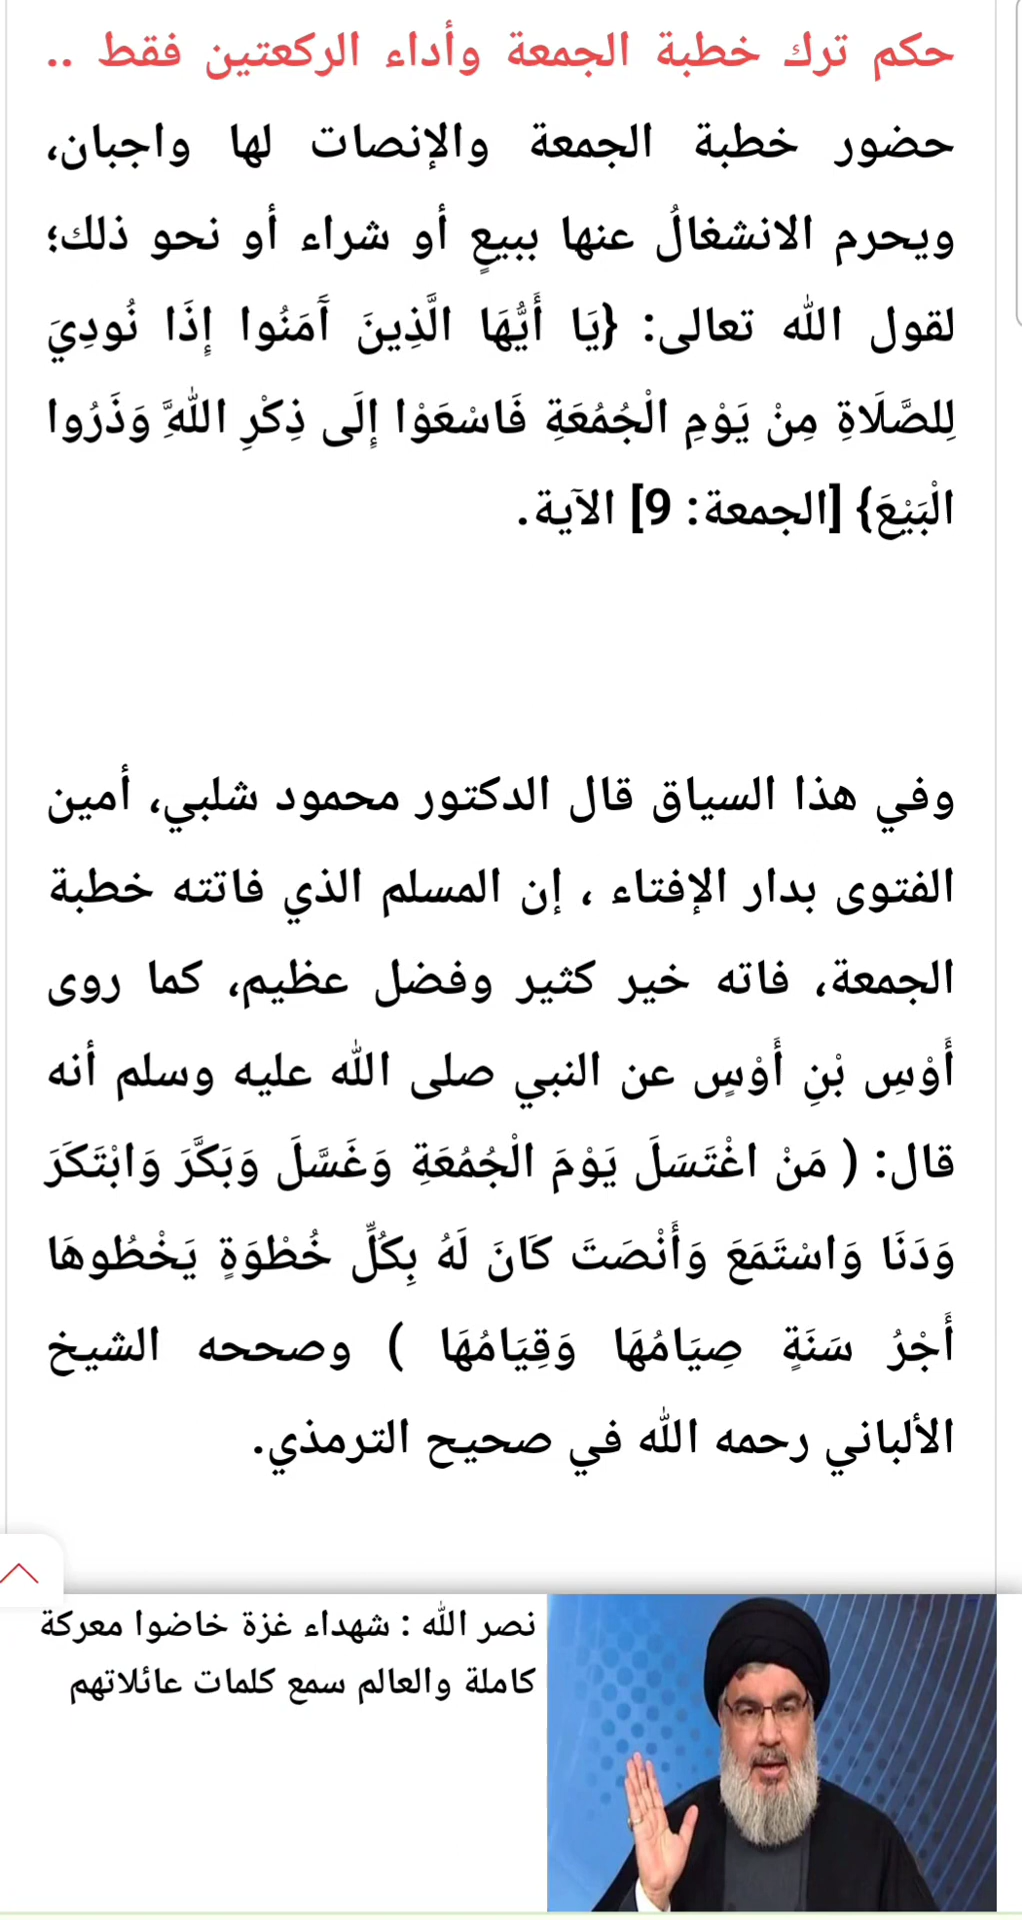 حكم ترك خطبة الجمعة وأداء الركعتين فقط ..
حضور خطبة الجمعة والإنصات لها واجبان،
ويحرم الانشغالُ عنها ببيعٍ أو شراء أو نحو ذلك؛
لقول الله تعالى: {يَا أَيُّهَا الَّذِينَ آَمَنُوا إِذَا نُودِيَ
لِلصَّلَاةِ مِنْ يَوْمِ الْجُمُعَةِ فَاسْعَوْا إِلَى ذِكْرِ اللهَِّ وَذَرُوا
الْبَيْعَ} [الجمعة: 9] الآية.
وفي هذا السياق قال الدكتور محمود شلبي، أمين
الفتوى بدار الإفتاء ، إن المسلم الذي فاتته خطبة
الجمعة، فاته خير كثير وفضل عظيم، كما روى
أَوْسِ بْنِ أَوْسٍ عن النبي صلى الله عليه وسلم أنه
قال: ( مَنْ اغْتَسَلَ يَوْمَ الْجُمُعَةِ وَغَسَّلَ وَبَكَّرَ وَابْتَكَرَ
وَدَنَا وَاسْتَمَعَ وَأَنْصَتَ كَانَ لَهُ بِكُلِّ خُطْوَةٍ يَخْطُوهَا
أَجْرُ سَنَةٍ صِيَامُهَا وَقِيَامُهَا ) وصححه الشيخ
الألباني رحمه الله في صحيح الترمذي.
نصر الله : شهداء غزة خاضوا معركة
كاملة والعالم سمع كلمات عائلاتهم